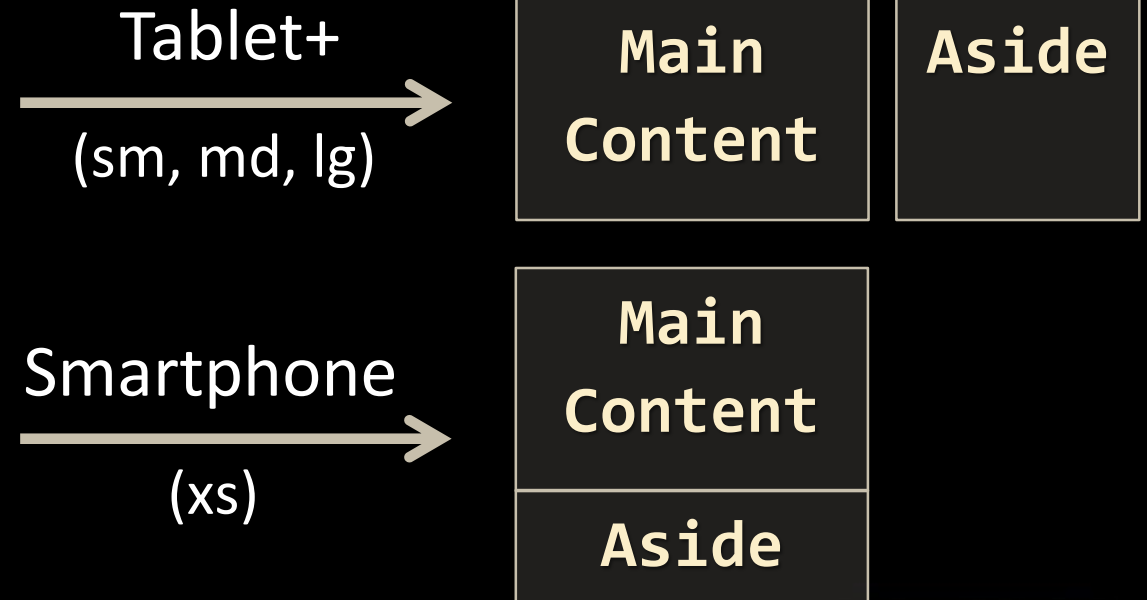 Tablet+
(sm, md, lg)
Main
Content
Aside
Smartphone
(xs)
Main
Content
Aside